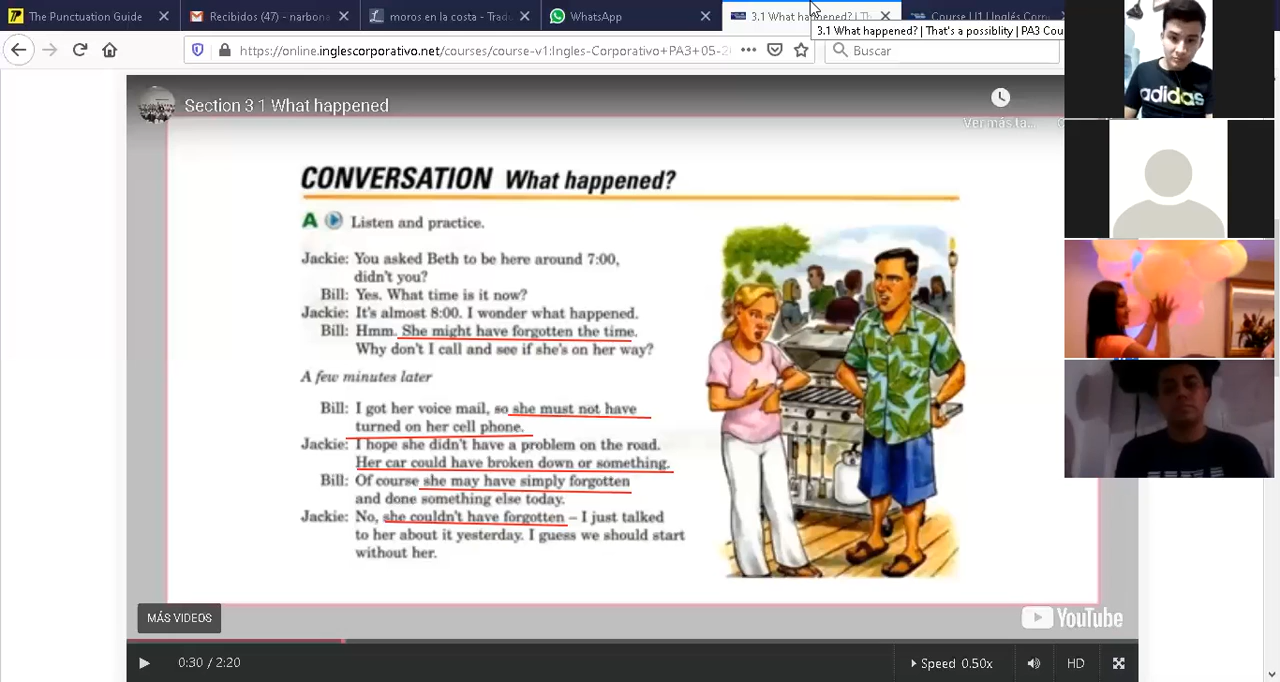 The Punctuation Guide
Recibidos (47) - narbona
moros en la costa - Tradu
WhatsApp
3.1 What happened? | Th
Course U1 Inglés Corp
3.1 What happened? | That's a possiblity | PA3 Cou
https://online.inglescorporativo.net/courses/course-v1:Ingles-Corporativo+PA3+05-2
Buscar
Section 3 1 What happened
Ver más ta...
CONVERSATION What happened?
A Listen and practice.
Jackie: You asked Beth to be here around 7:00,
didn't you?
Bill: Yes. What time is it now?
Jackie: It's almost 8:00. I wonder what happened.
Bill: Hmm. She might have forgotten the time.
Why don't I call and see if she's on her way?
A few minutes later
Bill: I got her voice mail, so she must not have
turned on her cell phone.
Jackie: I hope she didn't have a problem on the road.
Her car could have broken down or something.
Bill: Of course she may have simply forgotten
and done something else today.
Jackie: No, she couldn't have forgotten – I just talked
to her about it yesterday. I guess we should start
without her.
MÁS VIDEOS
YouTube
0:30 / 2:20
Speed 0.50x
HD
adidas